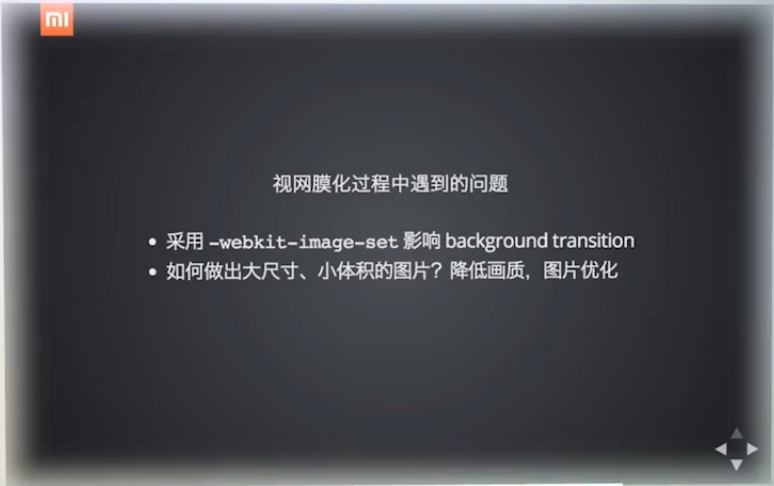 mi
视网膜化过程中遇到的问题
采用 -webkit-image-set 影响 background transition
如何做出大尺寸、小体积的图片？降低画质，图片优化